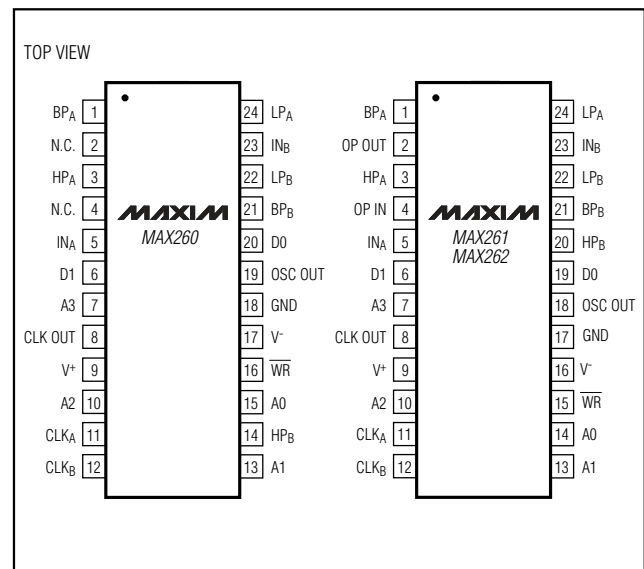 TOP VIEW
BPA 1 24 LPA BPA 1 24 LPA
N.C. 2 23 INB OP OUT 2 23 INB
HPA 3 22 LPB HPA 3 22 LPB
N.C. 4 MAXIM 21 BPB OP IN 4 MAXIM 21 BPB
INA 5 MAX260 20 D0 INA 5 MAX261 20 HPB
MAX262
D1 6 19 OSC OUT D1 6 19 D0
A3 7 18 GND A3 7 18 OSC OUT
CLK OUT 8 17 V- CLK OUT 8 17 GND
V+ 9 16 WR V+ 9 16 V-
A2 10 15 A0 A2 10 15 WR
CLKA 11 14 HPB CLKA 11 14 A0
CLKB 12 13 A1 CLKB 12 13 A1